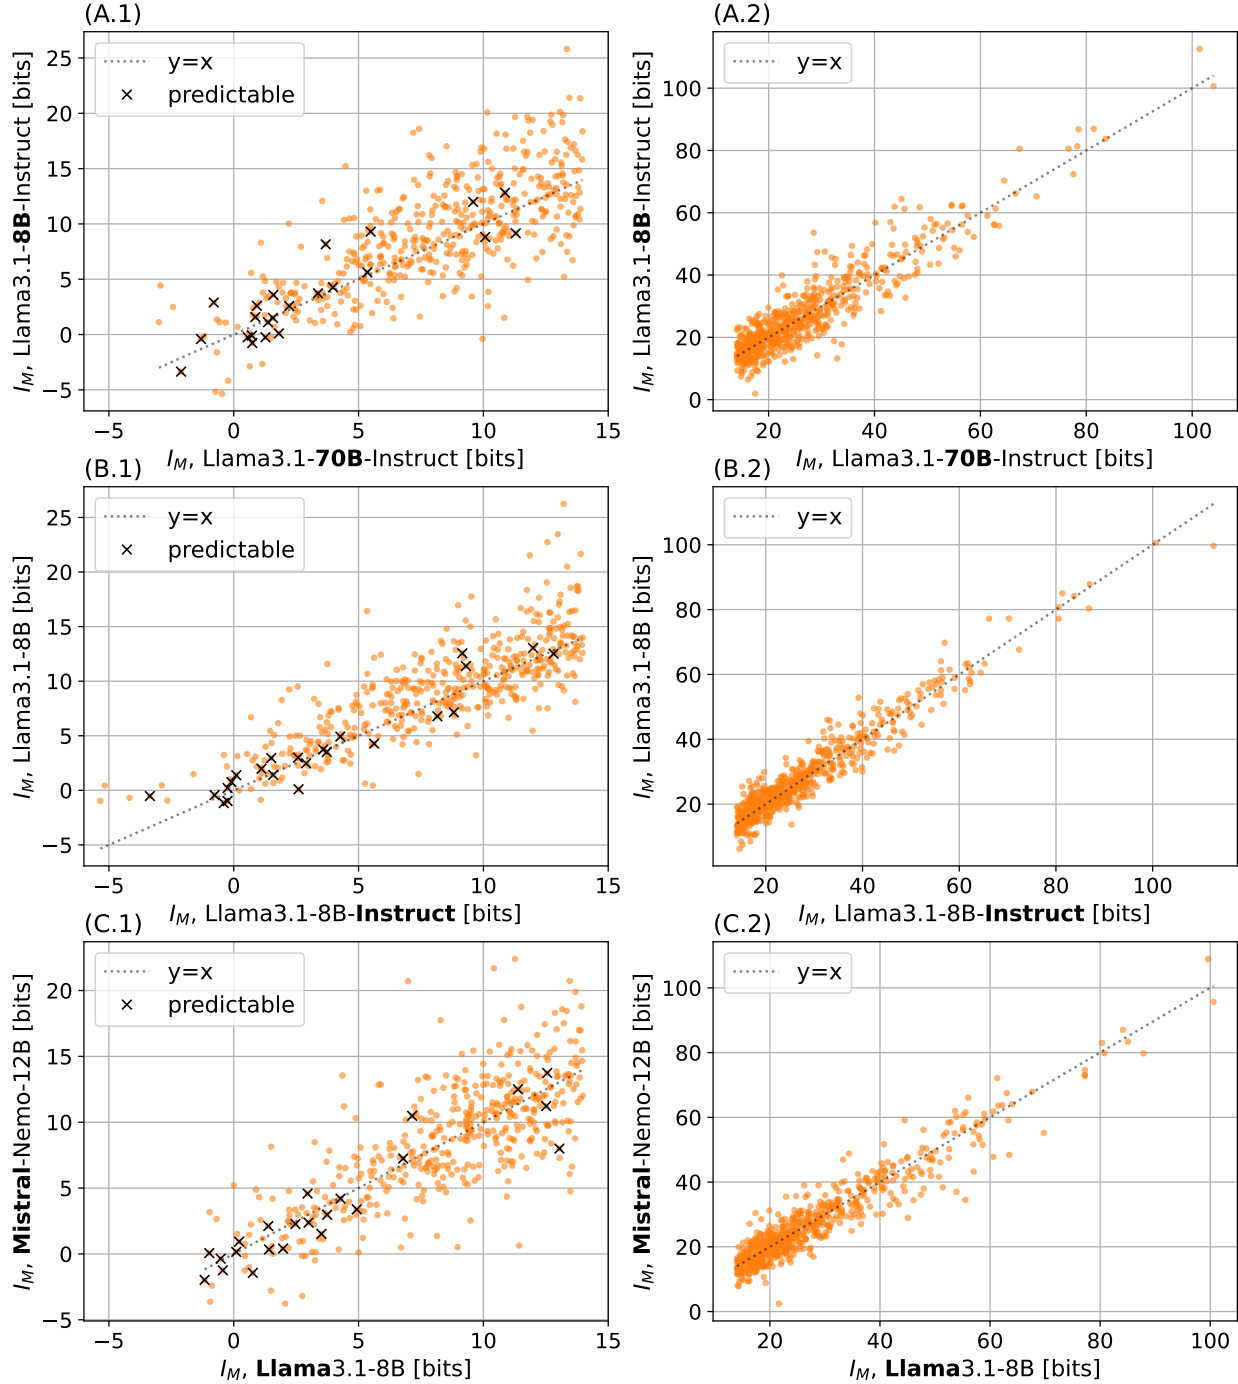 (A.1)
y=x
predictable
25
20
15
10
5
0
−5
−5 0 5 10 15
I_M, Llama3.1-8B-Instruct [bits]
I_M, Llama3.1-70B-Instruct [bits]
(A.2)
y=x
100
80
60
40
20
0
20 40 60 80 100
I_M, Llama3.1-8B-Instruct [bits]
I_M, Llama3.1-70B-Instruct [bits]
(B.1)
y=x
predictable
25
20
15
10
5
0
−5
−5 0 5 10 15
I_M, Llama3.1-8B [bits]
I_M, Llama3.1-8B-Instruct [bits]
(B.2)
y=x
100
80
60
40
20
20 40 60 80 100
I_M, Llama3.1-8B [bits]
I_M, Llama3.1-8B-Instruct [bits]
(C.1)
y=x
predictable
20
15
10
5
0
−5
−5 0 5 10 15
I_M, Mistral-Nemo-12B [bits]
I_M, Llama3.1-8B [bits]
(C.2)
y=x
100
80
60
40
20
0
20 40 60 80 100
I_M, Mistral-Nemo-12B [bits]
I_M, Llama3.1-8B [bits]